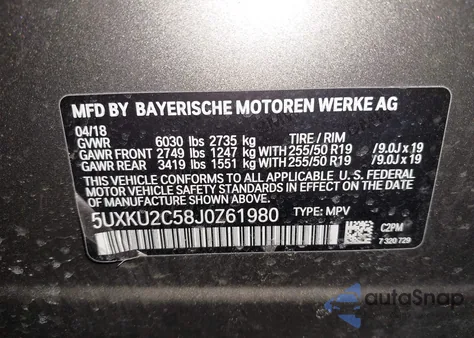 MFD BY BAYERISCHE MOTOREN WERKE AG
04/18
GVWR 6030 lbs 2735 kg TIRE / RIM
GAWR FRONT 2749 lbs 1247 kg WITH 255/50 R19 /9.0J x 19
GAWR REAR 3419 lbs 1551 kg WITH 255/50 R19 /9.0J x 19
THIS VEHICLE CONFORMS TO ALL APPLICABLE U. S. FEDERAL
MOTOR VEHICLE SAFETY STANDARDS IN EFFECT ON THE
DATE OF MANUFACTURE SHOWN ABOVE.
5UXKU2C58J0Z61980 TYPE: MPV
C2PM
7 320 729
autoSnap